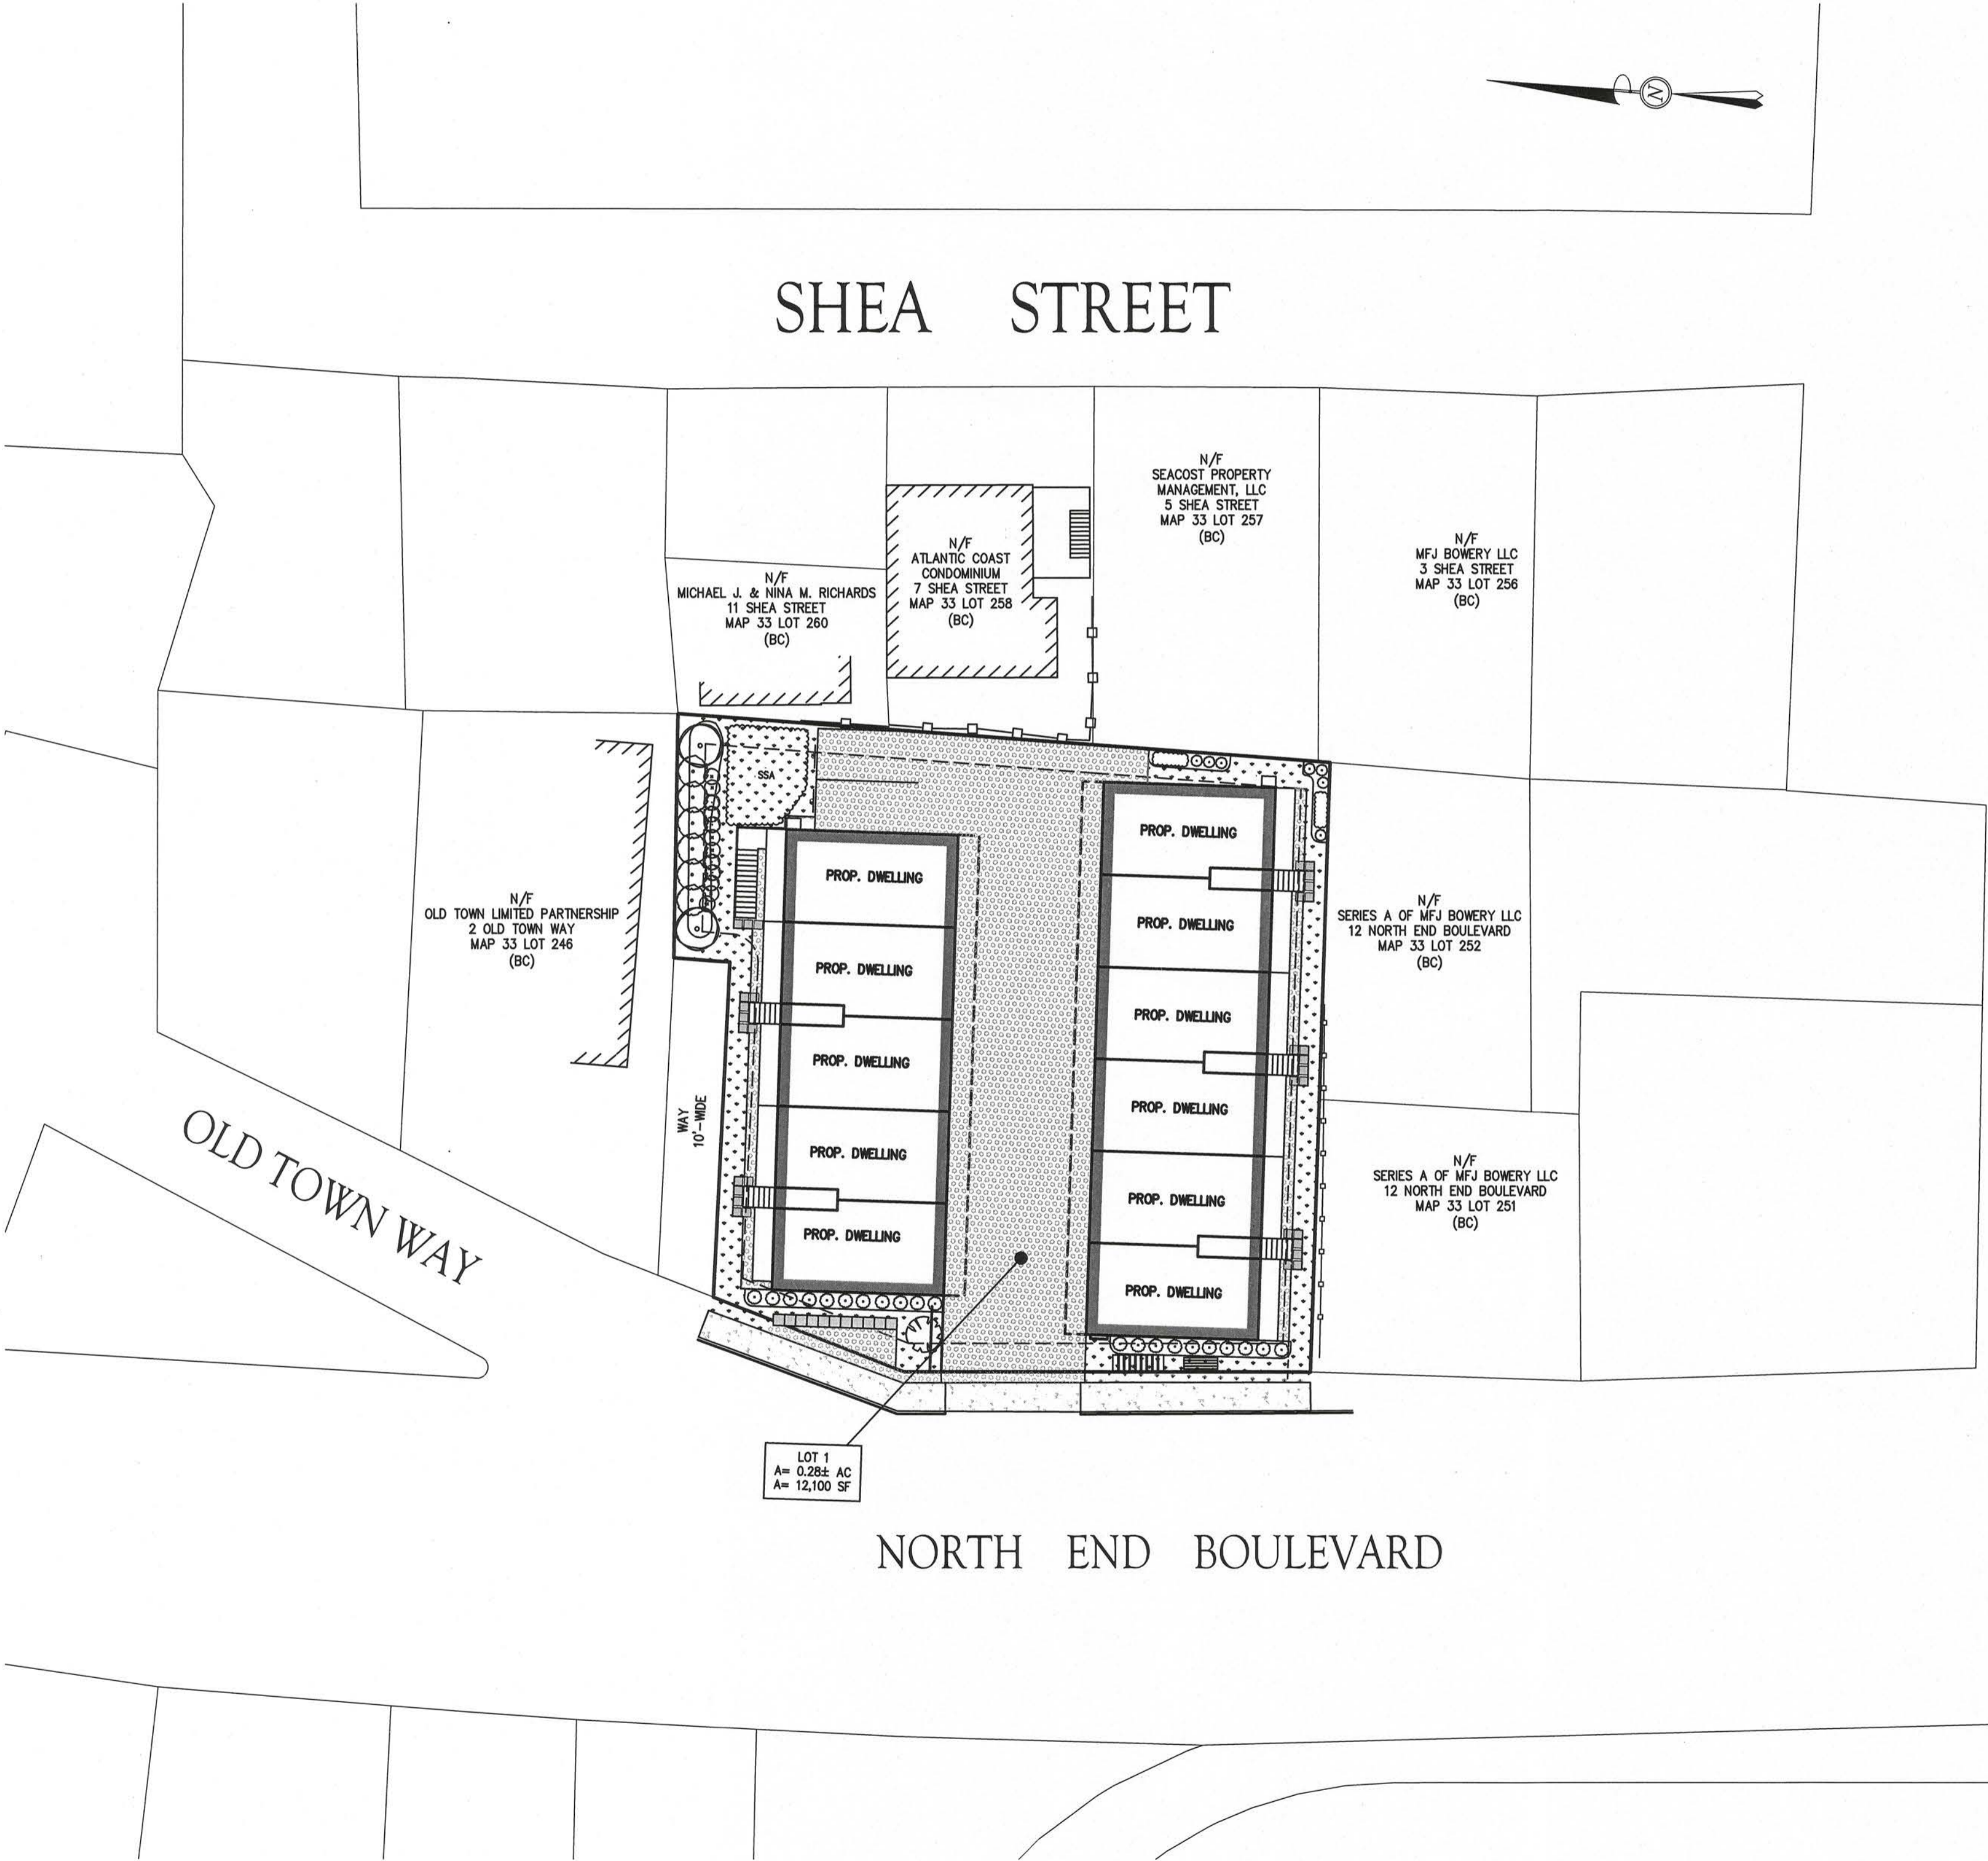 N
SHEA STREET
N/F
SEACOST PROPERTY
MANAGEMENT, LLC
5 SHEA STREET
MAP 33 LOT 257
(BC)
N/F
MFJ BOWERY LLC
3 SHEA STREET
MAP 33 LOT 256
(BC)
N/F
ATLANTIC COAST
CONDOMINIUM
7 SHEA STREET
MAP 33 LOT 258
(BC)
N/F
MICHAEL J. & NINA M. RICHARDS
11 SHEA STREET
MAP 33 LOT 260
(BC)
SSA
PROP. DWELLING
PROP. DWELLING
PROP. DWELLING
PROP. DWELLING
PROP. DWELLING
PROP. DWELLING
PROP. DWELLING
PROP. DWELLING
PROP. DWELLING
PROP. DWELLING
PROP. DWELLING
N/F
OLD TOWN LIMITED PARTNERSHIP
2 OLD TOWN WAY
MAP 33 LOT 246
(BC)
N/F
SERIES A OF MFJ BOWERY LLC
12 NORTH END BOULEVARD
MAP 33 LOT 252
(BC)
WAY
10'-WIDE
N/F
SERIES A OF MFJ BOWERY LLC
12 NORTH END BOULEVARD
MAP 33 LOT 251
(BC)
OLD TOWN WAY
LOT 1
A= 0.28± AC
A= 12,100 SF
NORTH END BOULEVARD